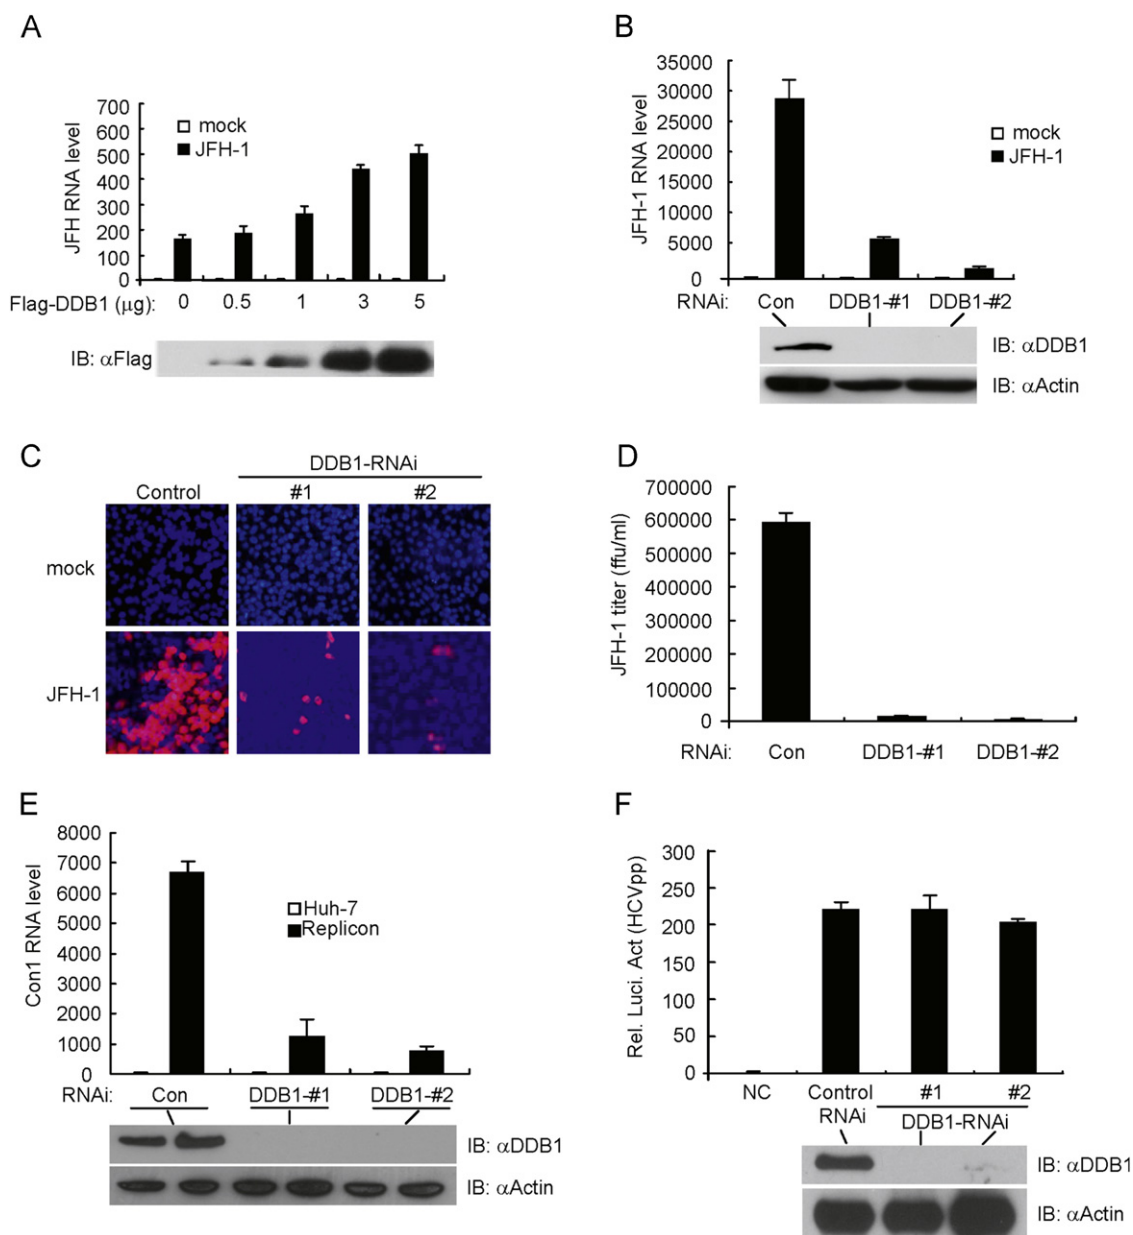 A
700
600
500
400
300
200
100
0
JFH RNA level
mock
JFH-1
Flag-DDB1 (μg): 0 0.5 1 3 5
IB: αFlag
B
35000
30000
25000
20000
15000
10000
5000
0
JFH-1 RNA level
mock
JFH-1
RNAi: Con DDB1-#1 DDB1-#2
IB: αDDB1
IB: αActin
C
DDB1-RNAi
Control #1 #2
mock
JFH-1
D
700000
600000
500000
400000
300000
200000
100000
0
JFH-1 titer (ffu/ml)
RNAi: Con DDB1-#1 DDB1-#2
E
8000
7000
6000
5000
4000
3000
2000
1000
0
Con1 RNA level
Huh-7
Replicon
RNAi: Con DDB1-#1 DDB1-#2
IB: αDDB1
IB: αActin
F
300
250
200
150
100
50
0
Rel. Luci. Act (HCVpp)
NC Control #1 #2
RNAi DDB1-RNAi
IB: αDDB1
IB: αActin